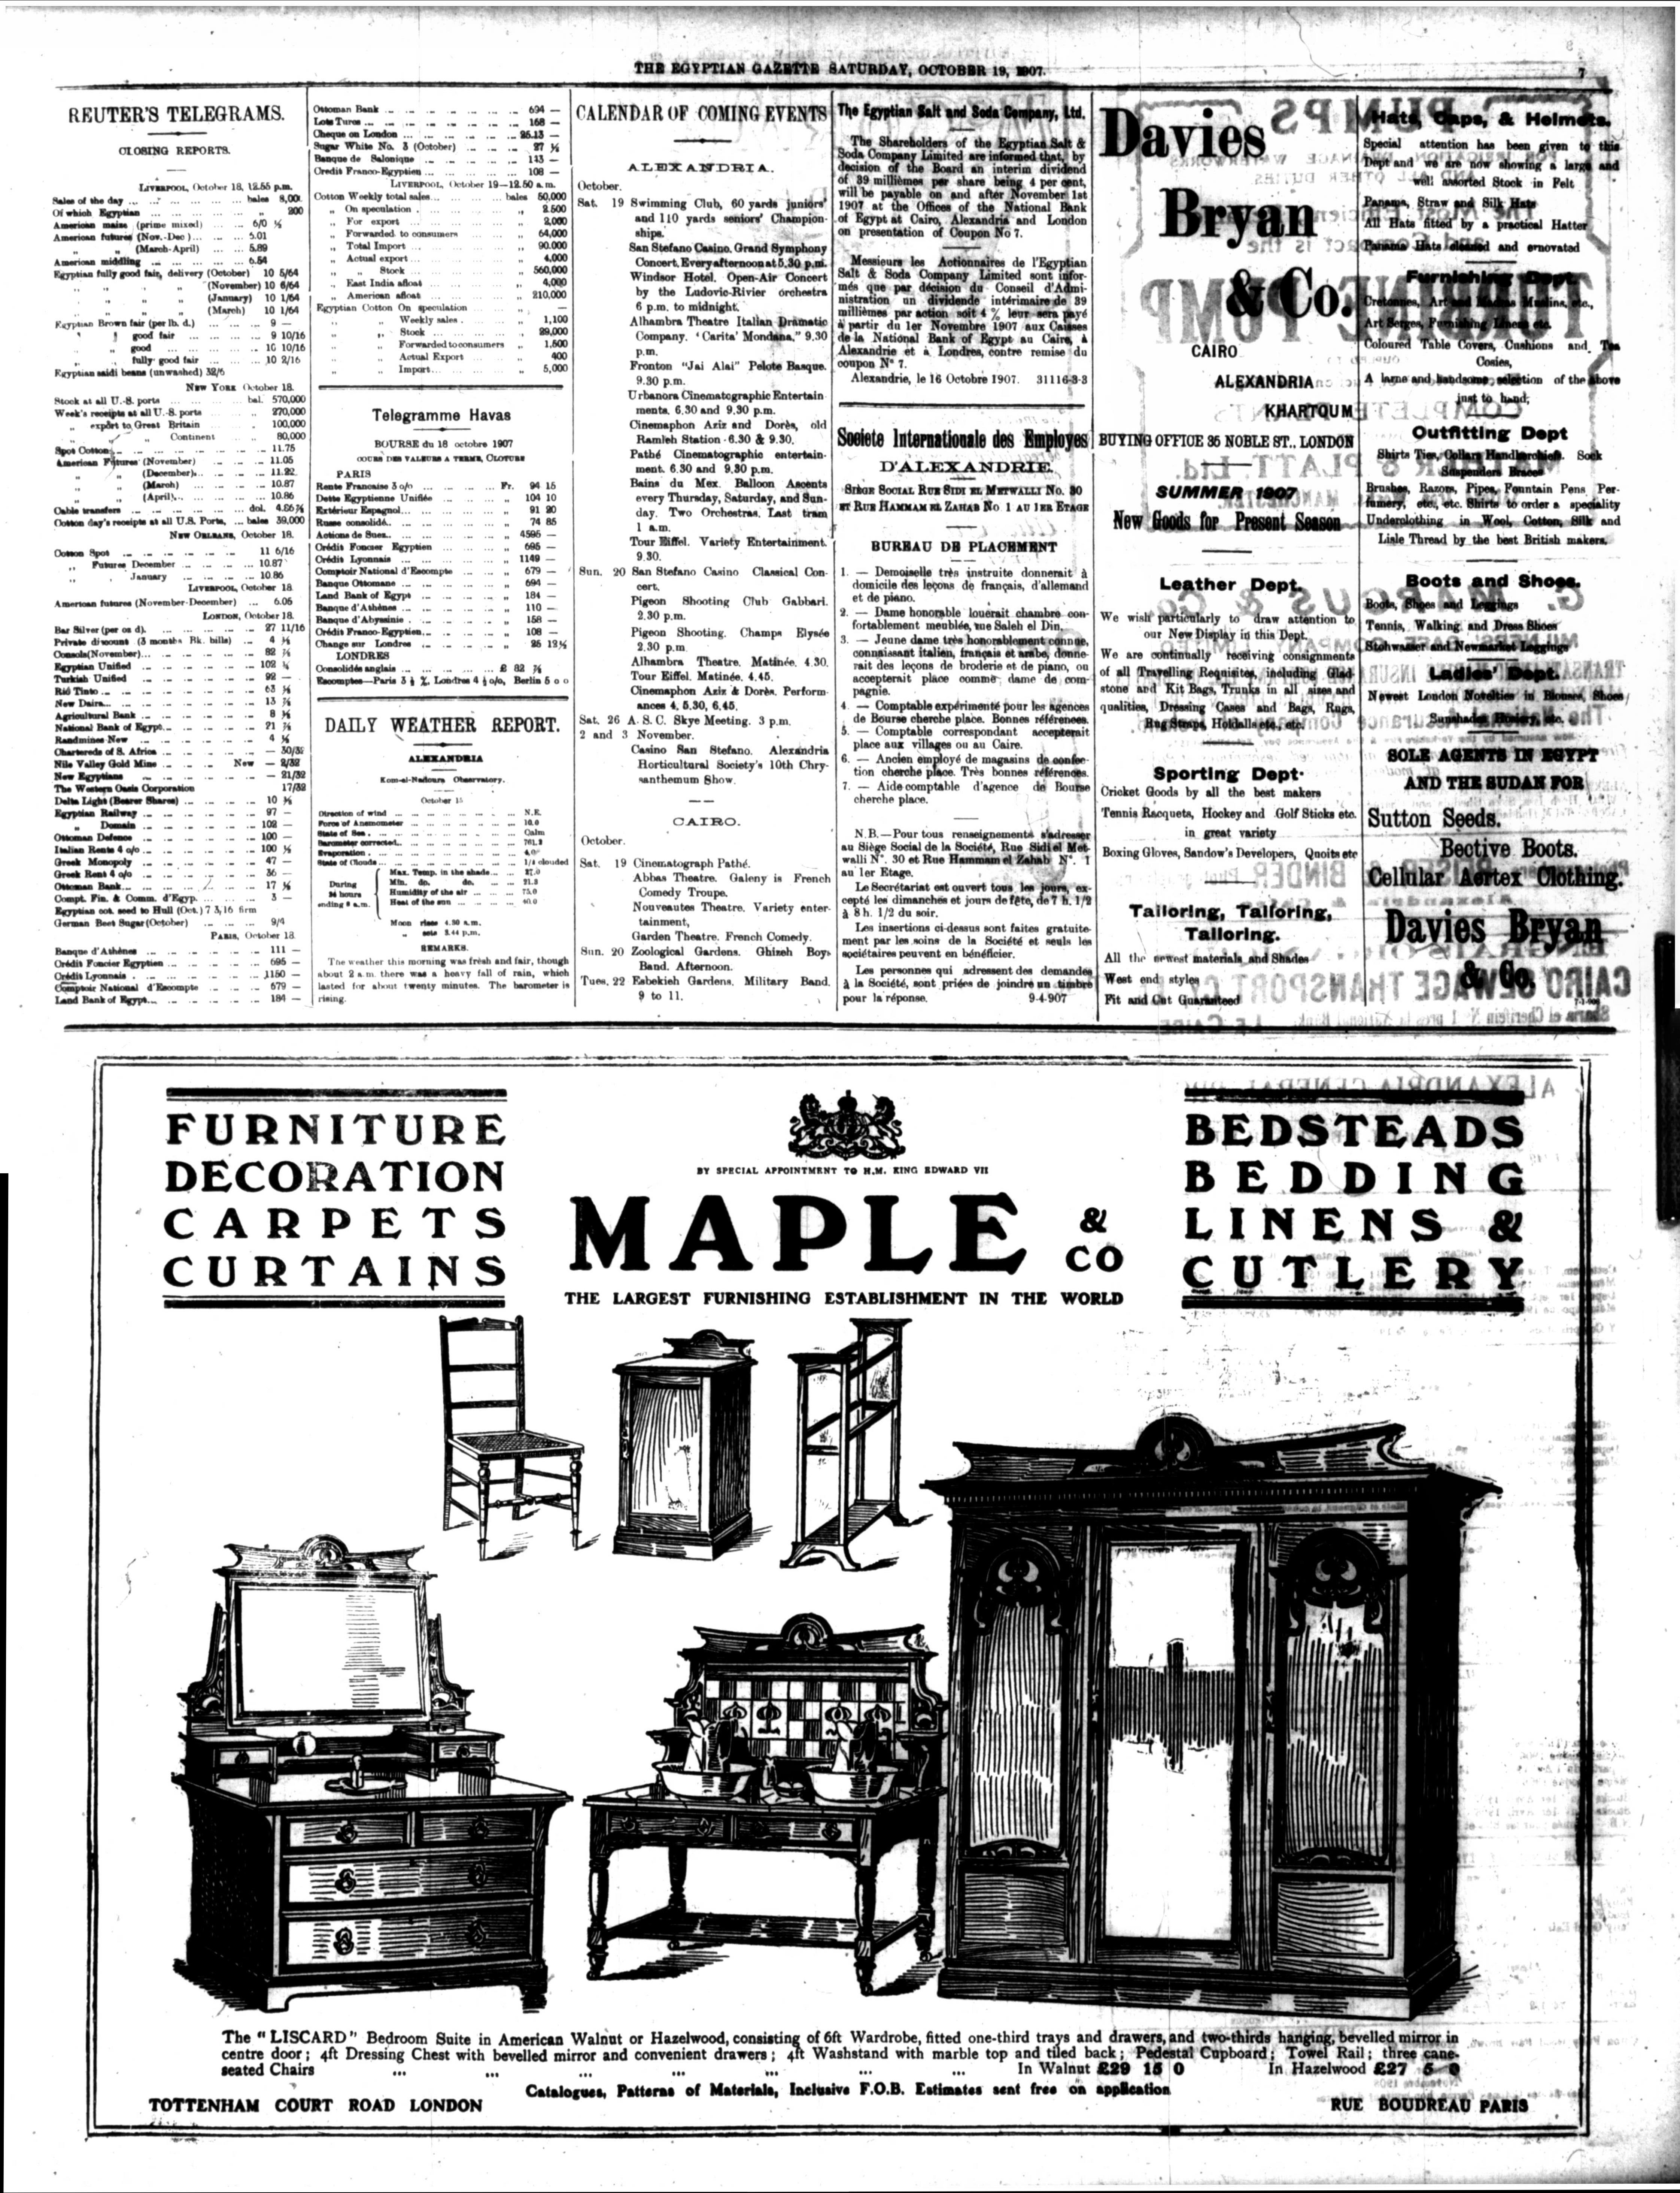 THE EGYPTIAN GAZETTE SATURDAY, OCTOBER 19, 1907.
7
REUTER'S TELEGRAMS.
CLOSING REPORTS.
LIVERPOOL, October 18, 12.55 p.m.
Sales of the day ... bales 8,000
Of which Egyptian ... „ 200
American maize (prime mixed) ... 6/0 ½
American futures (Nov.-Dec) ... 5.01
„ „ (March-April) ... 5.89
American middling ... 6.54
Egyptian fully good fair, delivery (October) 10 5/64
„ „ „ „ (November) 10 6/64
„ „ „ (January) 10 1/64
„ „ „ (March) 10 1/64
Egyptian Brown fair (per lb. d.) ... 9 —
„ good fair ... 9 10/16
„ good ... 10 10/16
„ fully good fair ... 10 2/16
Egyptian saidi beans (unwashed) 32/6
NEW YORK October 18.
Stock at all U.-S. ports ... bal. 570,000
Week's receipts at all U.-S. ports „ 270,000
„ export to Great Britain ... 100,000
„ „ Continent „ 80,000
Spot Cotton ... 11.75
American Futures (November) ... 11.05
„ (December) ... 11.22
„ (March) ... 10.87
„ (April) ... 10.86
Cable transfers ... dol. 4.86⅞
Cotton day's receipts at all U.S. Ports, ... bales 39,000
NEW ORLEANS, October 18.
Cotton Spot ... 11 6/16
„ Futures December ... 10.87
„ January ... 10.86
LIVERPOOL, October 18.
American futures (November-December) ... 6.06
LONDON, October 18.
Bar Silver (per os d). ... 27 11/16
Private discount (3 months Bk. bills) 4 ⅛
Consols (November) ... 82
Egyptian Unified ... 102 ¼
Turkish Unified ... 92 —
Rio Tinto ... 63
New Daira ... 13
Agricultural Bank ... 8
National Bank of Egypt ... 21
Randmines New ... 4
Chartereds of S. Africa ... — 30/32
Nile Valley Gold Mine ... New — 2/32
New Egyptians ... — 21/32
The Western Oasis Corporation 17/32
Delta Light (Bearer Shares) ... 10
Egyptian Railway ... 97 —
„ Domain ... 102 —
Ottoman Defence ... 100 —
Italian Rente 4 o/o ... 100
Greek Monopoly ... 47 —
Greek Rent 4 o/o ... 36 —
Ottoman Bank ... 17
Compt. Fin. & Comm. d'Egyp. ... 3 —
Egyptian cot. seed to Hull (Oct.) 7 3/16 firm
German Beet Sugar (October) ... 9/4
PARIS, October 18.
Banque d'Athènes ... 111 —
Crédit Foncier Egyptien ... 695 —
Crédit Lyonnais ... 1150 —
Comptoir National d'Escompte ... 679 —
Land Bank of Egypt ... 184 —
Ottoman Bank ... 694 —
Lots Turcs ... 168 —
Cheque on London ... 25.13 —
Sugar White No. 3 (October) ... 27
Banque de Salonique ... 143 —
Credit Franco-Egyptien ... 108 —
LIVERPOOL, October 19—12.50 a.m.
Cotton Weekly total sales ... bales 50,000
„ On speculation ... „ 2.500
„ For export ... „ 2,000
„ Forwarded to consumers „ 64,000
„ Total Import ... „ 90.000
„ Actual export ... „ 4,000
„ „ Stock ... „ 560,000
„ East India afloat „ 4,000
„ American afloat „ 210,000
Egyptian Cotton On speculation ...
„ „ Weekly sales . „ 1,100
„ „ Stock ... „ 29,000
„ Forwarded to consumers „ 1,500
„ „ Actual Export „ 400
„ „ Import ... „ 5,000
Telegramme Havas
BOURSE du 18 octobre 1907
COURS DES VALEURS A TERME, CLOTURE
PARIS
Rente Francaise 3 o/o ... Fr. 94 15
Dette Egyptienne Unifiée ... „ 104 10
Extérieur Espagnol ... „ 91 20
Russe consolidé ... „ 74 85
Actions de Suez ... „ 4595 —
Crédit Foncier Egyptien ... „ 695 —
Crédit Lyonnais ... „ 1149 —
Comptoir National d'Escompte ... „ 679 —
Banque Ottomane ... „ 694 —
Land Bank of Egypt ... „ 184 —
Banque d'Athènes ... „ 110 —
Banque d'Abyssinie ... „ 158 —
Crédit Franco-Egyptien ... „ 108 —
Change sur Londres ... „ 25 12½
LONDRES
Consolidés anglais ... £ 82
Escomptes—Paris 3 ½ %, Londres 4 ½ o/o, Berlin 5 o o
DAILY WEATHER REPORT.
ALEXANDRIA
Kom-el-Nadoura Observatory.
October 15
Direction of wind ... N.E.
Force of Anemometer ... 10.0
State of Sea ... Calm
Barometer corrected ... 761.2
Evaporation ... 4.0
State of Clouds ... 1/4 clouded
During 24 hours ending 8 a.m.
Max. Temp. in the shade ... 27.0
Min. do. do. ... 21.3
Humidity of the air ... 75.0
Heat of the sun ... 40.0
Moon rises 4.50 a.m.
„ sets 3.44 p.m.
REMARKS.
The weather this morning was fresh and fair, though
about 2 a.m. there was a heavy fall of rain, which
lasted for about twenty minutes. The barometer is
rising.
CALENDAR OF COMING EVENTS
ALEXANDRIA.
October.
Sat. 19 Swimming Club, 60 yards juniors'
and 110 yards seniors' Champion-
ships.
San Stefano Casino. Grand Symphony
Concert. Every afternoon at 5.30 p.m.
Windsor Hotel. Open-Air Concert
by the Ludovic-Rivier orchestra
6 p.m. to midnight.
Alhambra Theatre Italian Dramatic
Company. 'Carita' Mondana," 9.30
p.m.
Fronton "Jai Alai" Pelote Basque.
9.30 p.m.
Urbanora Cinematographic Entertain
ments. 6.30 and 9.30 p.m.
Cinemaphon Aziz and Dorès, old
Ramleh Station - 6.30 & 9.30.
Pathé Cinematographic entertain-
ment. 6.30 and 9.30 p.m.
Bains du Mex. Balloon Ascents
every Thursday, Saturday, and Sun-
day. Two Orchestras. Last tram
1 a.m.
Tour Eiffel. Variety Entertainment.
9.30.
Sun. 20 San Stefano Casino Classical Con-
cert.
Pigeon Shooting Club Gabbari.
2.30 p.m.
Pigeon Shooting. Champs Elysée
2.30 p.m.
Alhambra Theatre. Matinée. 4.30.
Tour Eiffel. Matinée. 4.45.
Cinemaphon Aziz & Dorès. Perform-
ances 4, 5.30, 6.45.
Sat. 26 A. S. C. Skye Meeting. 3 p.m.
2 and 3 November.
Casino San Stefano. Alexandria
Horticultural Society's 10th Chry-
santhemum Show.
CAIRO.
October.
Sat. 19 Cinematograph Pathé.
Abbas Theatre. Galeny is French
Comedy Troupe.
Nouveautes Theatre. Variety enter-
tainment,
Garden Theatre. French Comedy.
Sun. 20 Zoological Gardens. Ghizeh Boys
Band. Afternoon.
Tues. 22 Esbekieh Gardens. Military Band.
9 to 11.
The Egyptian Salt and Soda Company, Ltd.
The Shareholders of the Egyptian Salt &
Soda Company Limited are informed that, by
decision of the Board an interim dividend
of 39 millièmes per share being 4 per cent,
will be payable on and after November 1st
1907 at the Offices of the National Bank
of Egypt at Cairo, Alexandria and London
on presentation of Coupon No 7.
Messieurs les Actionnaires de l'Egyptian
Salt & Soda Company Limited sont infor-
més que par décision du Conseil d'Admi-
nistration un dividende intérimaire de 39
millièmes par action soit 4 % leur sera payé
à partir du 1er Novembre 1907 aux Caisses
de la National Bank of Egypt au Caire, à
Alexandrie et à Londres, contre remise du
coupon N° 7.
Alexandrie, le 16 Octobre 1907. 31116-3-3
Societe Internationale des Employes
D'ALEXANDRIE.
SIÈGE SOCIAL RUE SIDI EL METWALLI NO. 30
ET RUE HAMMAM EL ZAHAB NO. 1 AU 1ER ETAGE
BUREAU DE PLACEMENT
1. — Demoiselle très instruite donnerait à
domicile des leçons de français, d'allemand
et de piano.
2. — Dame honorable louerait chambre con-
fortablement meublée, rue Saleh el Din.
3. — Jeune dame très honorablement connue,
connaissant italien, français et arabe, donne-
rait des leçons de broderie et de piano, ou
accepterait place comme dame de com-
pagnie.
4. — Comptable expérimenté pour les agences
de Bourse cherche place. Bonnes références.
5. — Comptable correspondant accepterait
place aux villages ou au Caire.
6. — Ancien employé de magasins de confec-
tion cherche place. Très bonnes références.
7. — Aide comptable d'agence de Bourse
cherche place.
N.B.—Pour tous renseignements s'adresser
au Siège Social de la Société, Rue Sidi el Met-
walli N°. 30 et Rue Hammam el Zahab N°. 1
au 1er Etage.
Le Secrétariat est ouvert tous les jours, ex-
cepté les dimanches et jours de fête, de 7 h. 1/2
à 8 h. 1/2 du soir.
Les insertions ci-dessus sont faites gratuite-
ment par les soins de la Société et seuls les
sociétaires peuvent en bénéficier.
Les personnes qui adressent des demandes
à la Société, sont priées de joindre un timbre
pour la réponse. 9-4-907
Davies
Bryan
& Co.
CAIRO
ALEXANDRIA
KHARTOUM
BUYING OFFICE 35 NOBLE ST., LONDON
SUMMER 1907
New Goods for Present Season
Leather Dept.
We wish particularly to draw attention to
our New Display in this Dept.
We are continually receiving consignments
of all Travelling Requisites, including Glad-
stone and Kit Bags, Trunks in all sizes and
qualities, Dressing Cases and Bags, Rugs,
Rug Straps, Holdalls etc., etc.
Sporting Dept.
Cricket Goods by all the best makers
Tennis Racquets, Hockey and Golf Sticks etc.
in great variety
Boxing Gloves, Sandow's Developers, Quoits etc
Tailoring, Tailoring,
Tailoring.
All the newest materials and Shades
West end styles
Fit and Cut Guaranteed
Hats, Caps, & Helmets.
Special attention has been given to this
Dept and we are now showing a large and
well assorted Stock in Felt
Panama, Straw and Silk Hats
All Hats fitted by a practical Hatter
Panama Hats cleaned and ernovated
Furnishing Dept.
Cretonnes, Art and Madras Muslins, etc.,
Art Serges, Furnishing Linens etc.
Coloured Table Covers, Cushions and Tea
Cosies,
A large and handsome selection of the above
just to hand,
Outfitting Dept
Shirts Ties, Collars Handkerchiefs. Sock
Suspenders Braces
Brushes, Razors, Pipes, Fountain Pens, Per-
fumery, etc., etc. Shirts to order a speciality
Underclothing in Wool, Cotton, Silk and
Lisle Thread by the best British makers.
Boots and Shoes.
Boots, Shoes and Leggings
Tennis, Walking, and Dress Shoes
Stohwasser and Newmarket Leggings
Ladies' Dept.
Newest London Novelties in Blouses, Shoes
Sunshades, Hosiery, etc.
SOLE AGENTS IN EGYPT
AND THE SUDAN FOR
Sutton Seeds.
Bective Boots.
Cellular Aertex Clothing.
Davies Bryan
& Co.
FURNITURE
DECORATION
CARPETS
CURTAINS
BY SPECIAL APPOINTMENT TO H.M. KING EDWARD VII
MAPLE & CO
THE LARGEST FURNISHING ESTABLISHMENT IN THE WORLD
BEDSTEADS
BEDDING
LINENS &
CUTLERY
The "LISCARD" Bedroom Suite in American Walnut or Hazelwood, consisting of 6ft Wardrobe, fitted one-third trays and drawers, and two-thirds hanging, bevelled mirror in
centre door; 4ft Dressing Chest with bevelled mirror and convenient drawers; 4ft Washstand with marble top and tiled back; Pedestal Cupboard; Towel Rail; three cane-
seated Chairs ... In Walnut £29 15 0 In Hazelwood £27 5 0
Catalogues, Patterns of Materials, Inclusive F.O.B. Estimates sent free on application
TOTTENHAM COURT ROAD LONDON
RUE BOUDREAU PARIS